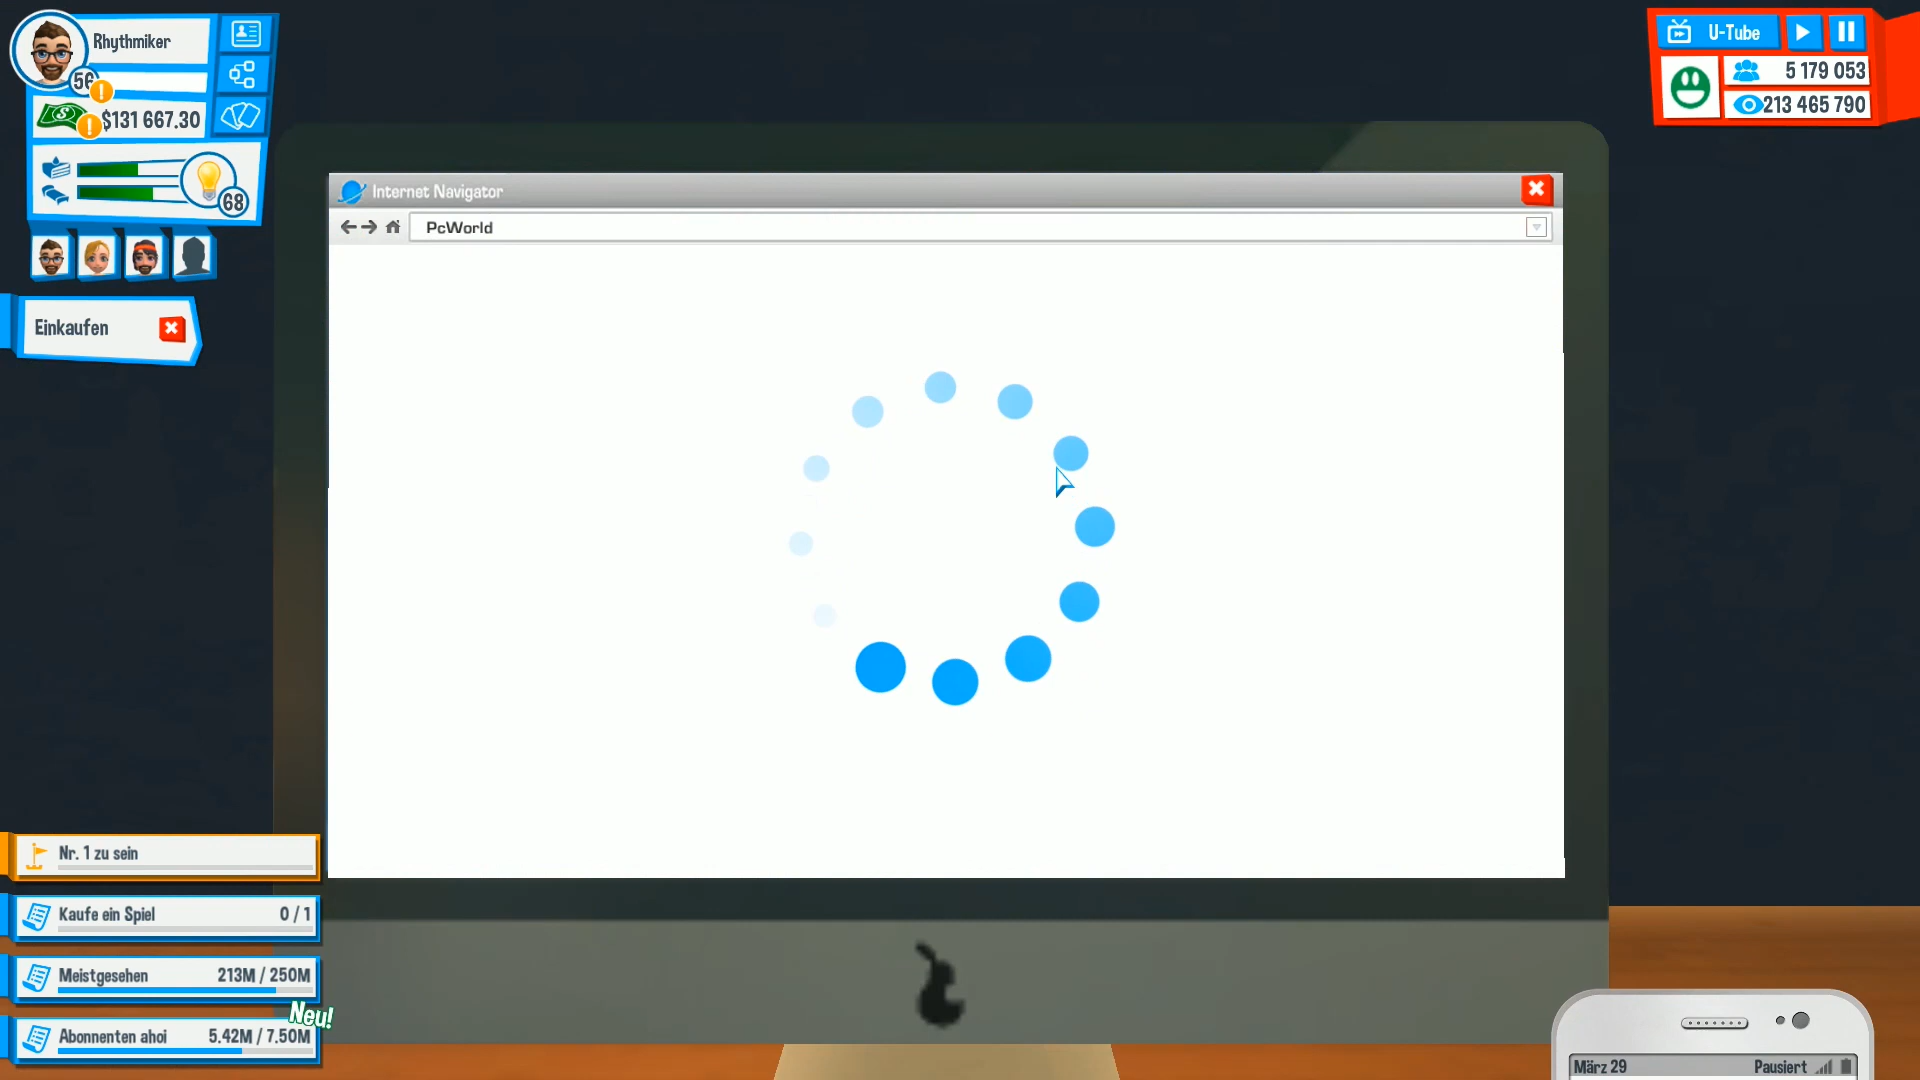 Rhythmiker
56
$131 667.30
68
Einkaufen
U-Tube
5 179 053
213 465 790
Internet Navigator
PcWorld
Nr. 1 zu sein
Kaufe ein Spiel 0 / 1
Meistgesehen 213M / 250M
Neu!
Abonnenten ahoi 5.42M / 7.50M
März 29 Pausiert